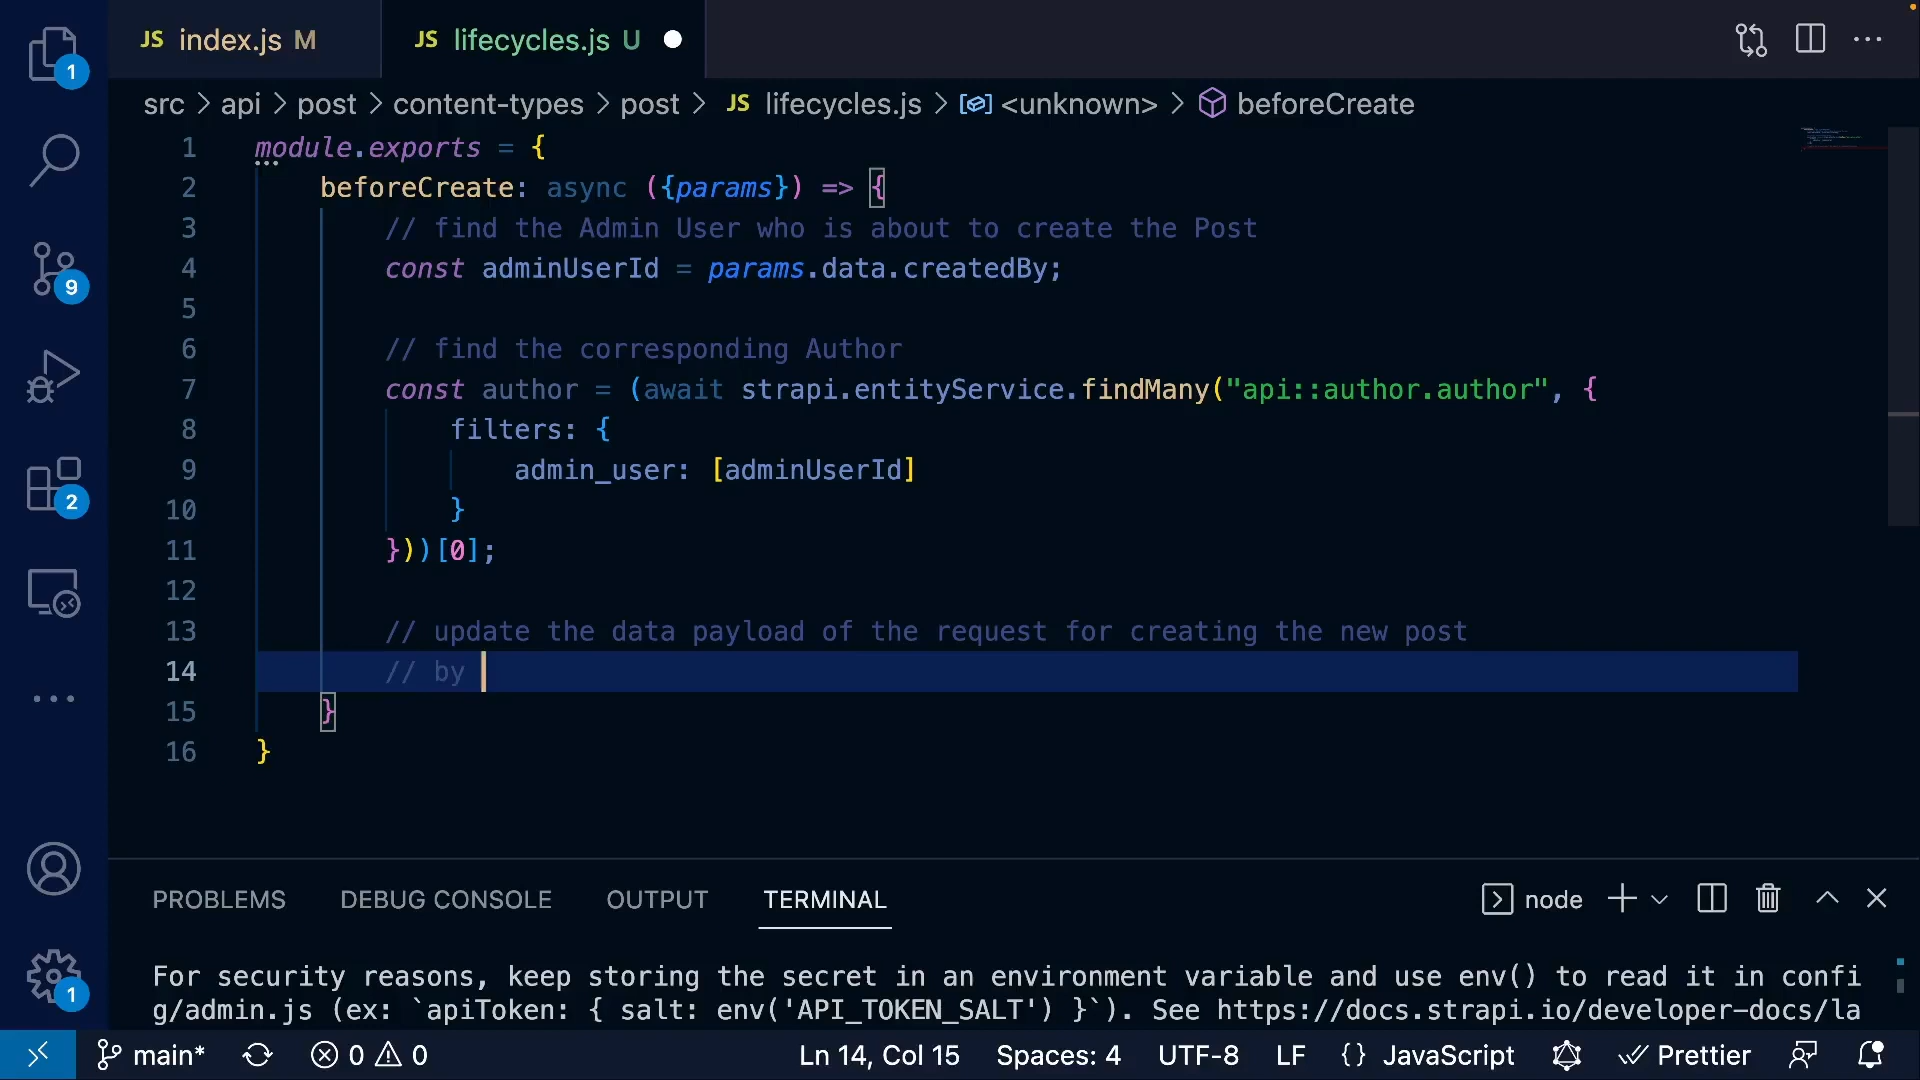 JS index.js M
JS lifecycles.js U
src > api > post > content-types > post > JS lifecycles.js > <unknown> > beforeCreate
1 module.exports = {
2 beforeCreate: async ({params}) => {
3 // find the Admin User who is about to create the Post
4 const adminUserId = params.data.createdBy;
5
6 // find the corresponding Author
7 const author = (await strapi.entityService.findMany("api::author.author", {
8 filters: {
9 admin_user: [adminUserId]
10 }
11 }))[0];
12
13 // update the data payload of the request for creating the new post
14 // by
15 }
16 }
1
9
2
1
PROBLEMS DEBUG CONSOLE OUTPUT TERMINAL node
For security reasons, keep storing the secret in an environment variable and use env() to read it in confi
g/admin.js (ex: `apiToken: { salt: env('API_TOKEN_SALT') }`). See https://docs.strapi.io/developer-docs/la
main* 0 0 Ln 14, Col 15 Spaces: 4 UTF-8 LF {} JavaScript Prettier